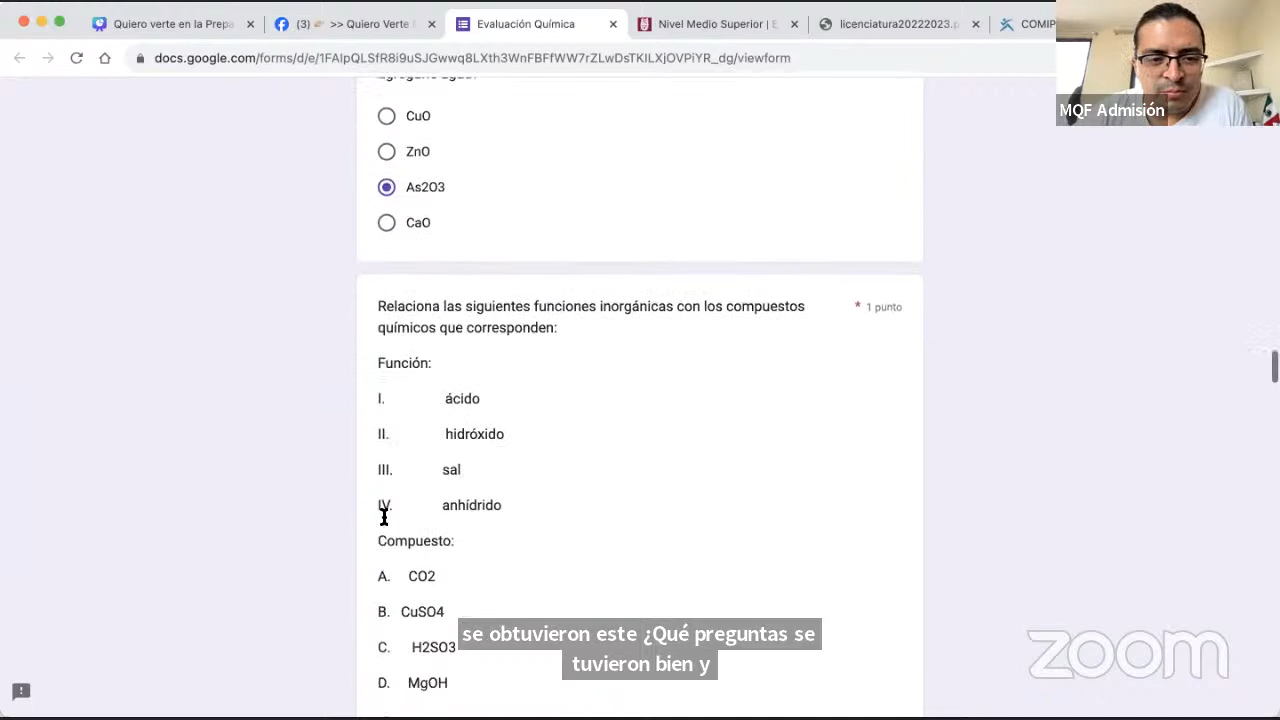 Quiero verte en la Prepa
(3) 👉 >> Quiero Verte
Evaluación Química
Nivel Medio Superior | E
licenciatura20222023.p
COMIP
docs.google.com/forms/d/e/1FAIpQLSfR8i9uSJGwwq8LXth3WnFBFfWW7rZLwDsTKILXjOVPiYR_dg/viewform
MQF Admisión
CuO
ZnO
As2O3
CaO
Relaciona las siguientes funciones inorgánicas con los compuestos
químicos que corresponden:
* 1 punto
Función:
I. ácido
II. hidróxido
III. sal
IV. anhídrido
Compuesto:
A. CO2
B. CuSO4
C. H2SO3
D. MgOH
se obtuvieron este ¿Qué preguntas se
tuvieron bien y
zoom